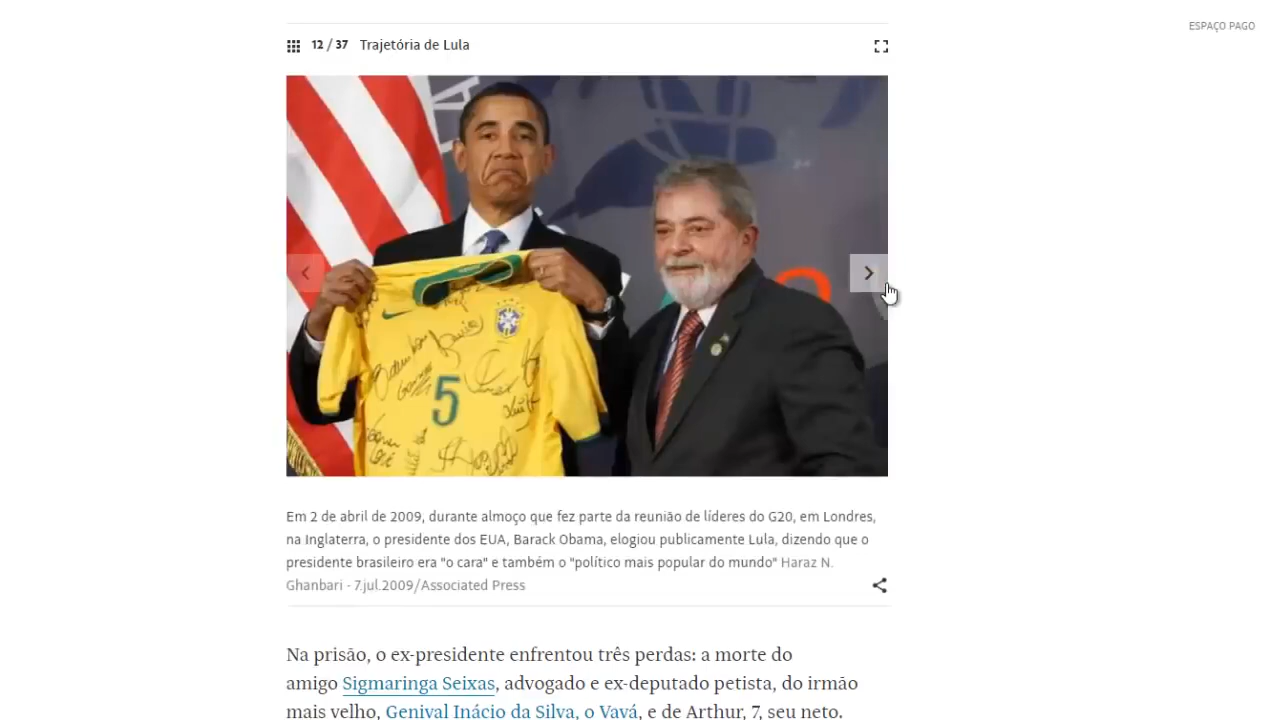 ESPAÇO PAGO
12 / 37 Trajetória de Lula
5
Em 2 de abril de 2009, durante almoço que fez parte da reunião de líderes do G20, em Londres,
na Inglaterra, o presidente dos EUA, Barack Obama, elogiou publicamente Lula, dizendo que o
presidente brasileiro era "o cara" e também o "político mais popular do mundo" Haraz N.
Ghanbari - 7.jul.2009/Associated Press
Na prisão, o ex-presidente enfrentou três perdas: a morte do
amigo Sigmaringa Seixas, advogado e ex-deputado petista, do irmão
mais velho, Genival Inácio da Silva, o Vavá, e de Arthur, 7, seu neto.